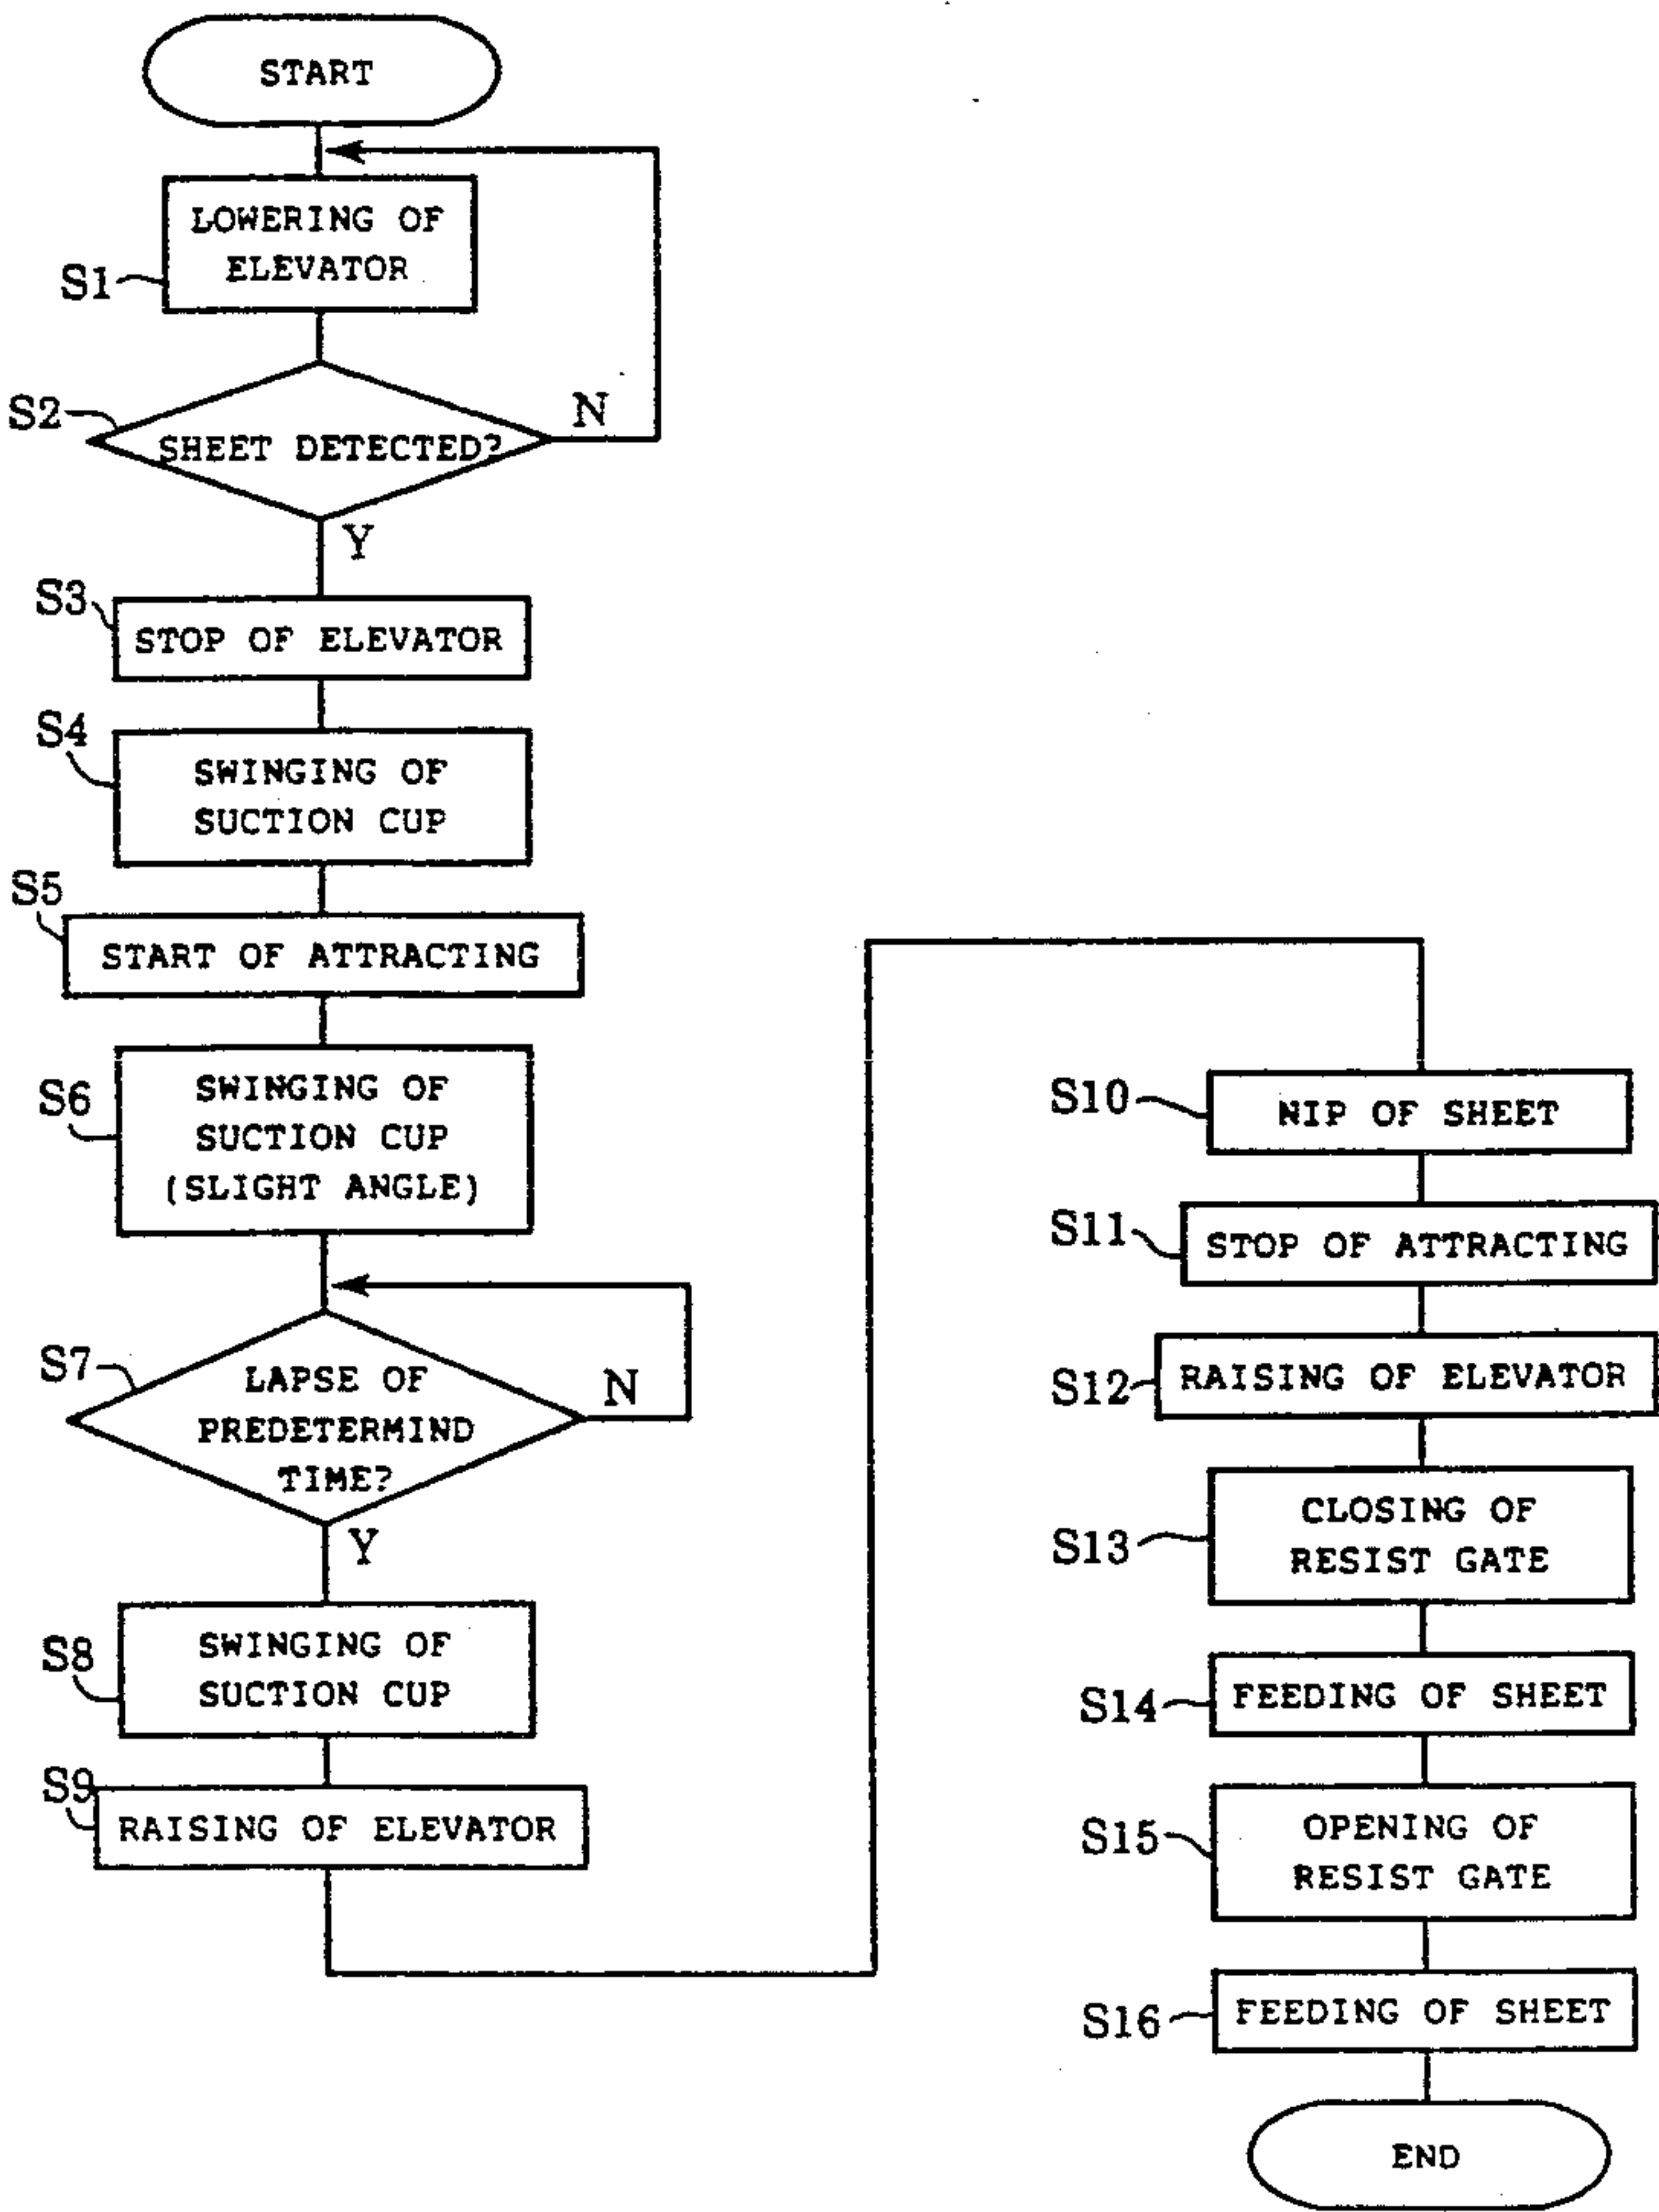 START
LOWERING OF
ELEVATOR
S1
S2
SHEET DETECTED?
N
Y
S3
STOP OF ELEVATOR
S4
SWINGING OF
SUCTION CUP
S5
START OF ATTRACTING
S6
SWINGING OF
SUCTION CUP
(SLIGHT ANGLE)
S7
LAPSE OF
PREDETERMIND
TIME?
N
Y
S8
SWINGING OF
SUCTION CUP
S9
RAISING OF ELEVATOR
S10
NIP OF SHEET
S11
STOP OF ATTRACTING
S12
RAISING OF ELEVATOR
S13
CLOSING OF
RESIST GATE
S14
FEEDING OF SHEET
S15
OPENING OF
RESIST GATE
S16
FEEDING OF SHEET
END